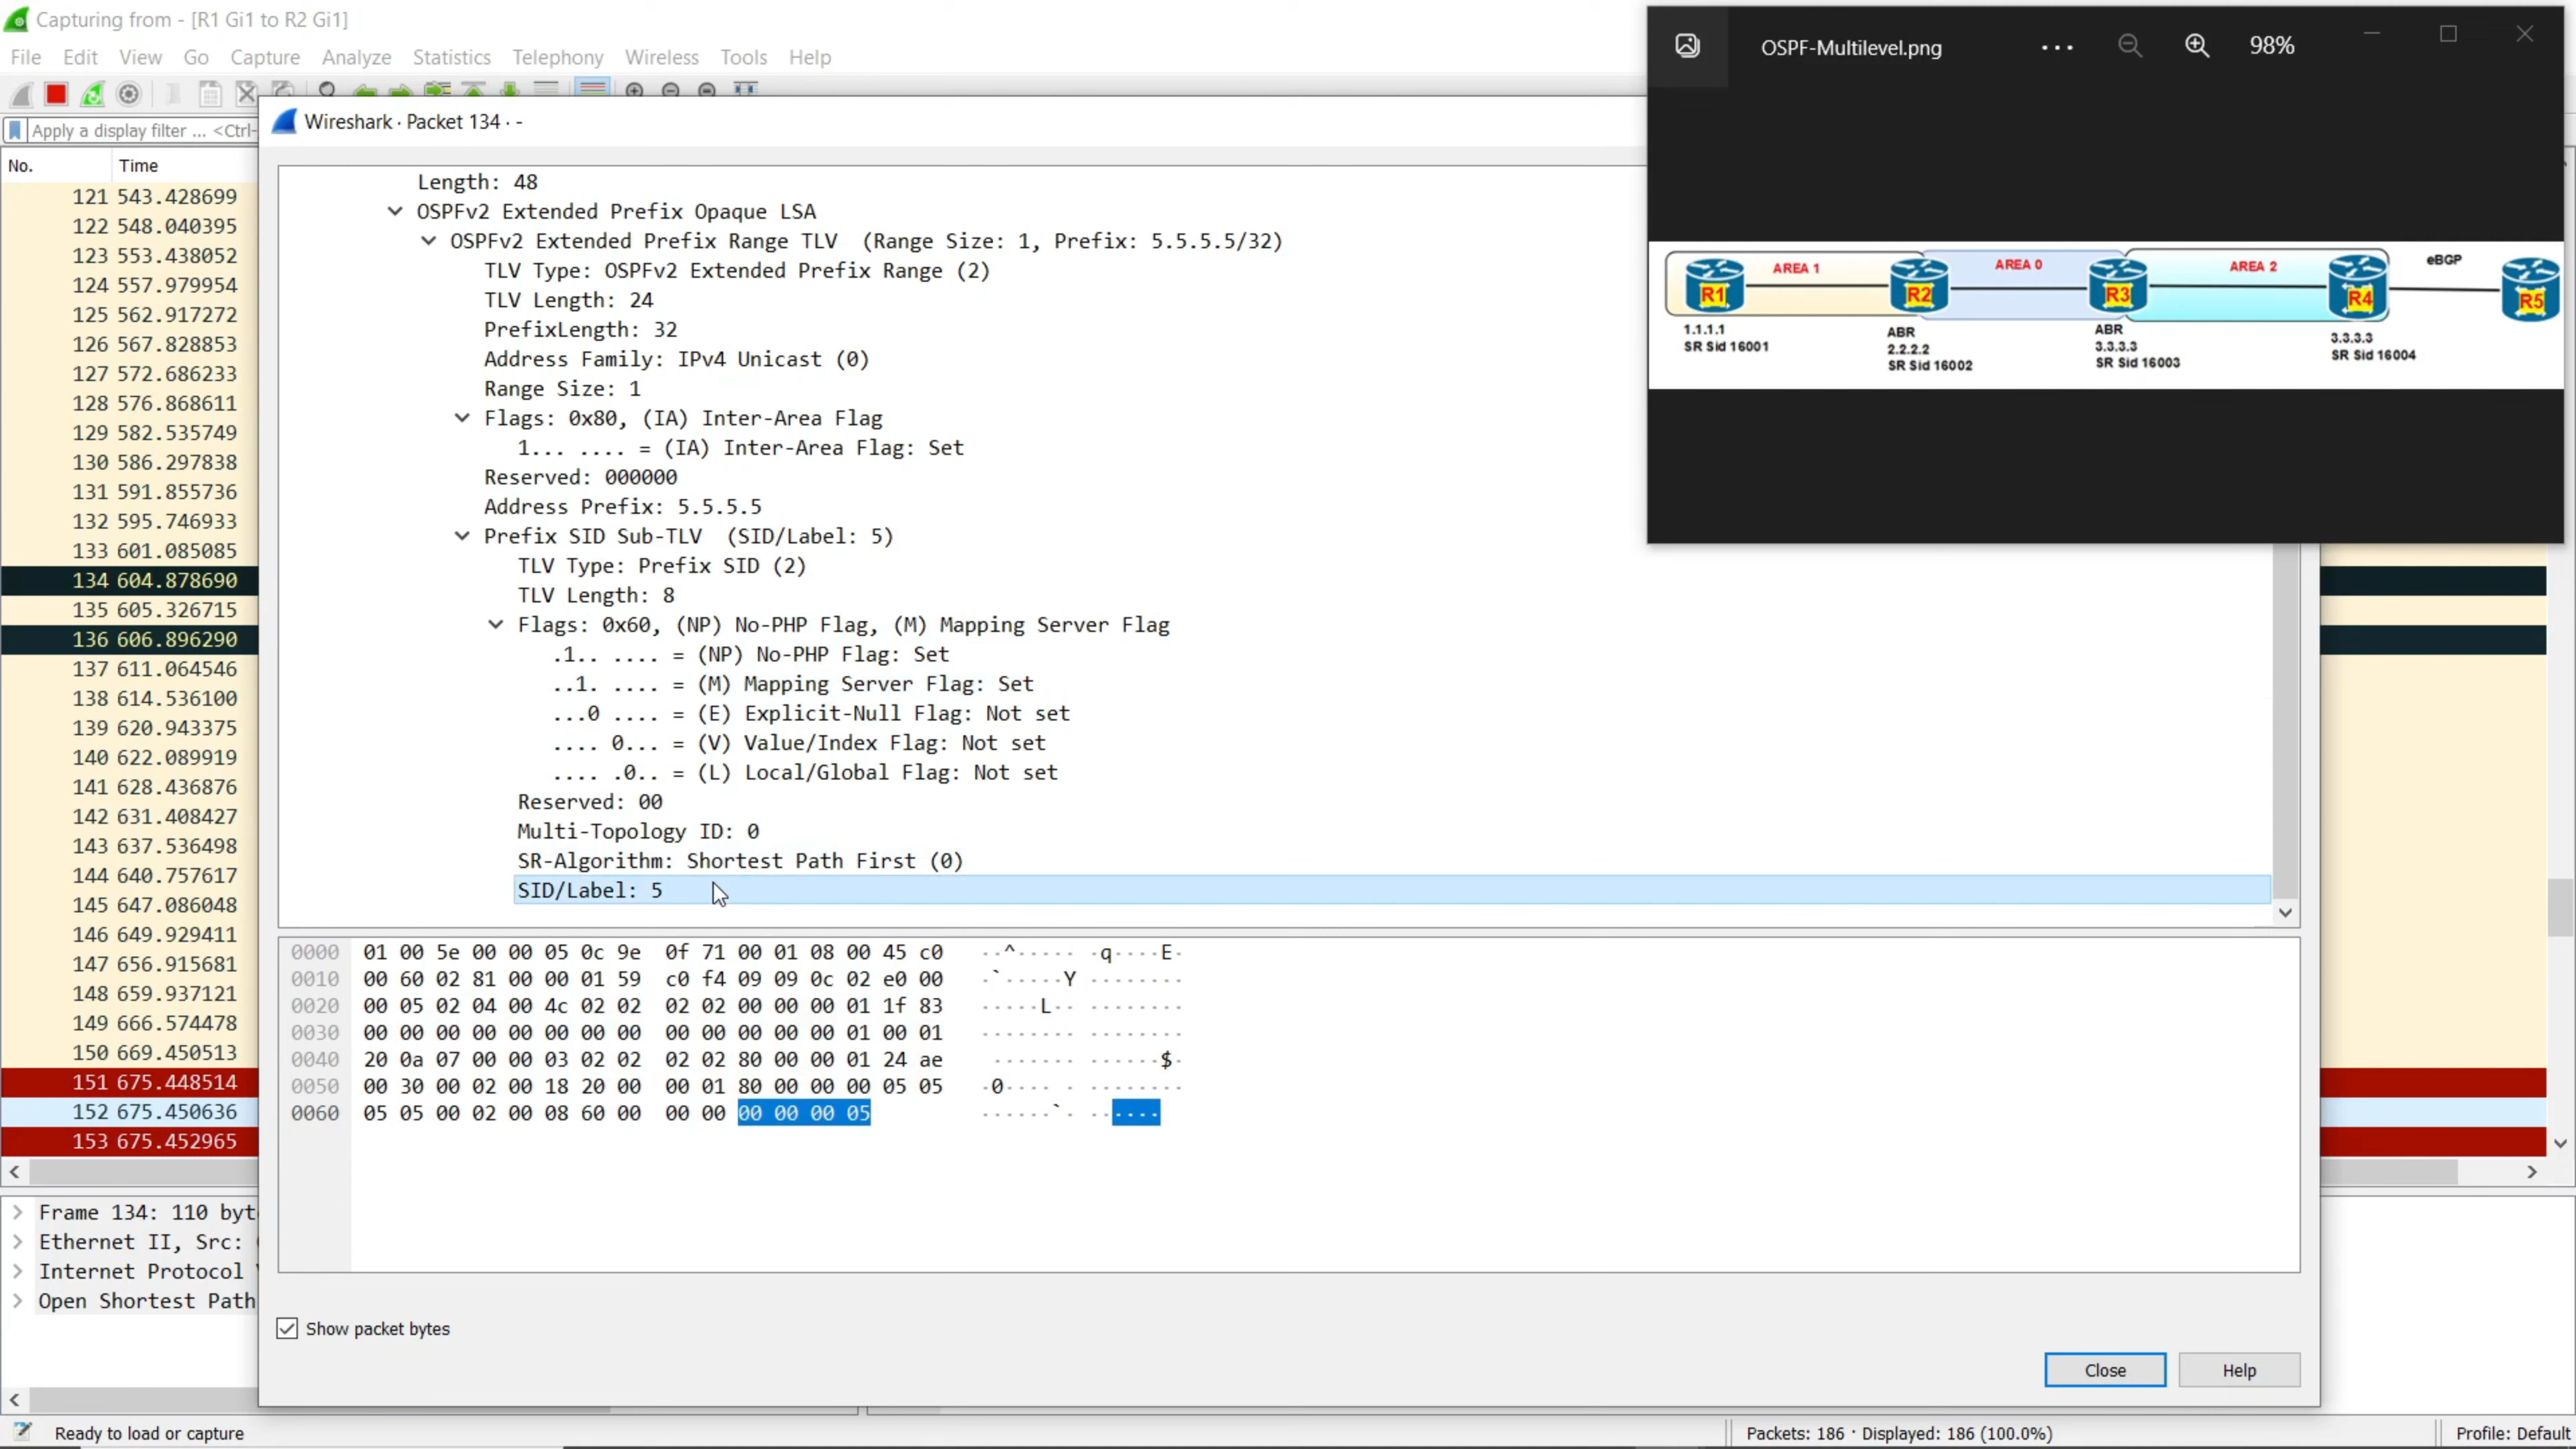 Capturing from - [R1 Gi1 to R2 Gi1]
File Edit View Go Capture Analyze Statistics Telephony Wireless Tools Help
Apply a display filter ... <Ctrl-
No. Time
121 543.428699
122 548.040395
123 553.438052
124 557.979954
125 562.917272
126 567.828853
127 572.686233
128 576.868611
129 582.535749
130 586.297838
131 591.855736
132 595.746933
133 601.085085
134 604.878690
135 605.326715
136 606.896290
137 611.064546
138 614.536100
139 620.943375
140 622.089919
141 628.436876
142 631.408427
143 637.536498
144 640.757617
145 647.086048
146 649.929411
147 656.915681
148 659.937121
149 666.574478
150 669.450513
151 675.448514
152 675.450636
153 675.452965
Frame 134: 110 byt
Ethernet II, Src:
Internet Protocol
Open Shortest Path
Wireshark · Packet 134 · -
Length: 48
OSPFv2 Extended Prefix Opaque LSA
OSPFv2 Extended Prefix Range TLV (Range Size: 1, Prefix: 5.5.5.5/32)
TLV Type: OSPFv2 Extended Prefix Range (2)
TLV Length: 24
PrefixLength: 32
Address Family: IPv4 Unicast (0)
Range Size: 1
Flags: 0x80, (IA) Inter-Area Flag
1... .... = (IA) Inter-Area Flag: Set
Reserved: 000000
Address Prefix: 5.5.5.5
Prefix SID Sub-TLV (SID/Label: 5)
TLV Type: Prefix SID (2)
TLV Length: 8
Flags: 0x60, (NP) No-PHP Flag, (M) Mapping Server Flag
.1.. .... = (NP) No-PHP Flag: Set
..1. .... = (M) Mapping Server Flag: Set
...0 .... = (E) Explicit-Null Flag: Not set
.... 0... = (V) Value/Index Flag: Not set
.... .0.. = (L) Local/Global Flag: Not set
Reserved: 00
Multi-Topology ID: 0
SR-Algorithm: Shortest Path First (0)
SID/Label: 5
0000 01 00 5e 00 00 05 0c 9e 0f 71 00 01 08 00 45 c0 ··^····· ·q····E·
0010 00 60 02 81 00 00 01 59 c0 f4 09 09 0c 02 e0 00 ·`·····Y ········
0020 00 05 02 04 00 4c 02 02 02 02 00 00 00 01 1f 83 ·····L·· ········
0030 00 00 00 00 00 00 00 00 00 00 00 00 00 01 00 01 ········ ········
0040 20 0a 07 00 00 03 02 02 02 02 80 00 00 01 24 ae ······· ······$·
0050 00 30 00 02 00 18 20 00 00 01 80 00 00 00 05 05 ·0···· · ········
0060 05 05 00 02 00 08 60 00 00 00 00 00 00 05 ······`· ······
Show packet bytes
Close Help
OSPF-Multilevel.png
98%
AREA 1
AREA 0
AREA 2
eBGP
R1
R2
R3
R4
R5
1.1.1.1
SR Sid 16001
ABR
2.2.2.2
SR Sid 16002
ABR
3.3.3.3
SR Sid 16003
3.3.3.3
SR Sid 16004
Ready to load or capture
Packets: 186 · Displayed: 186 (100.0%)
Profile: Default